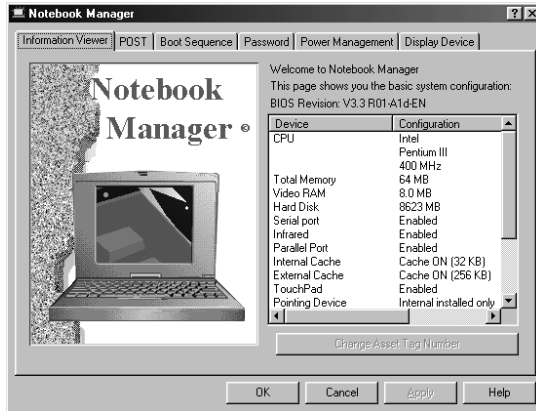 Notebook Manager
Information Viewer POST Boot Sequence Password Power Management Display Device
Notebook
Manager ©
Welcome to Notebook Manager
This page shows you the basic system configuration:
BIOS Revision: V3.3 R01-A1d-EN
Device Configuration
CPU Intel
Pentium III
400 MHz
Total Memory 64 MB
Video RAM 8.0 MB
Hard Disk 8623 MB
Serial port Enabled
Infrared Enabled
Parallel Port Enabled
Internal Cache Cache ON (32 KB)
External Cache Cache ON (256 KB)
TouchPad Enabled
Pointing Device Internal installed only
Change Asset Tag Number
OK Cancel Apply Help